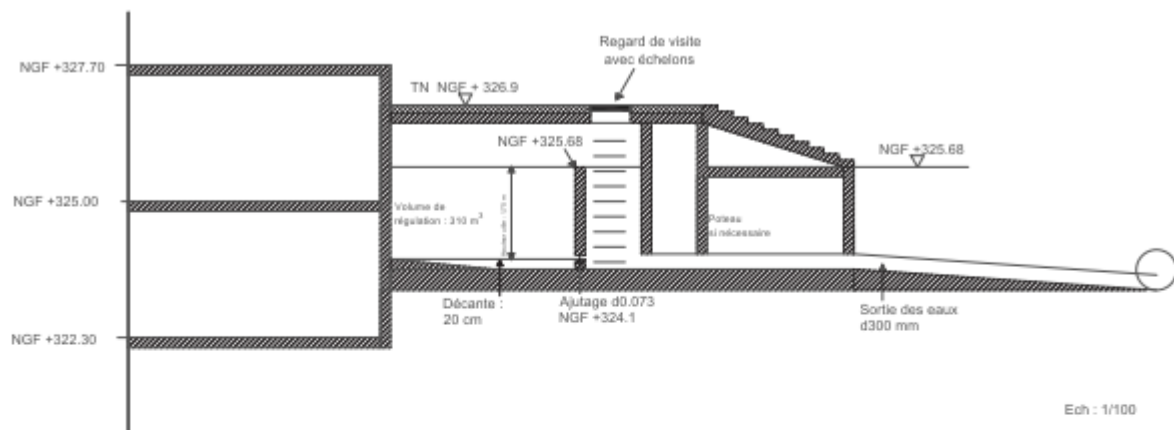 Regard de visite
avec échelons
NGF +327.70
TN NGF + 326.9
NGF +325.68
NGF +325.68
NGF +325.00
Volume de
régulation : 310 m³
Poteau
si nécessaire
Décante :
20 cm
Ajutage d0.073
NGF +324.1
Sortie des eaux
d300 mm
NGF +322.30
Ech : 1/100